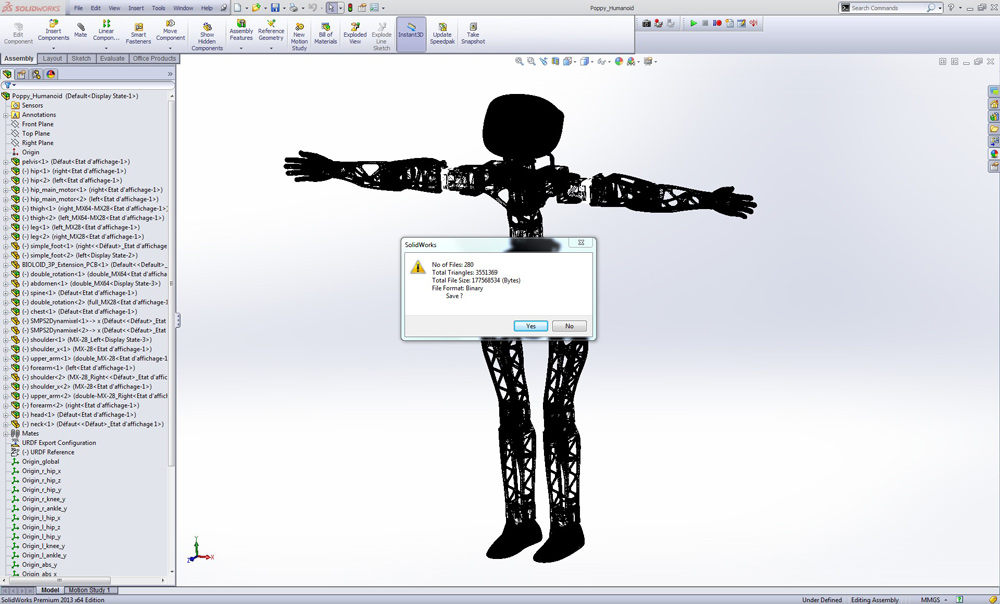 SOLIDWORKS File Edit View Insert Tools Window Help Poppy_Humanoid Search Commands
Edit Component
Insert Components
Mate
Linear Compon...
Smart Fasteners
Move Component
Show Hidden Components
Assembly Features
Reference Geometry
New Motion Study
Bill of Materials
Exploded View
Explode Line Sketch
Instant3D
Update Speedpak
Take Snapshot
Assembly Layout Sketch Evaluate Office Products
Poppy_Humanoid (Default<Display State-1>)
Sensors
Annotations
Front Plane
Top Plane
Right Plane
Origin
pelvis<1> (Défaut<Etat d'affichage-1>)
(-) hip<1> (right<Etat d'affichage-1>)
(-) hip<2> (left<Etat d'affichage-1>)
(-) hip_main_motor<1> (right<Etat d'affichage-1>)
(-) hip_main_motor<2> (left<Etat d'affichage-1>)
(-) thigh<1> (right_MX64-MX28<Etat d'affichage-1>)
(-) thigh<2> (left_MX64-MX28<Etat d'affichage-1>)
(-) leg<1> (left_MX28<Etat d'affichage-1>)
(-) leg<2> (right_MX28<Etat d'affichage-1>)
(-) simple_foot<1> (right<<Défaut>_Etat d'affichage
(-) simple_foot<2> (left<Display State-2>)
BIOLOID_3P_Extension_PCB<1> (Default<<Default>_
(-) double_rotation<1> (double_MX64<Etat d'affichage
(-) abdomen<1> (double_MX64<Display State-3>)
(-) spine<1> (Défaut<Etat d'affichage-1>)
(-) double_rotation<2> (full_MX28<Etat d'affichage-1>
(-) chest<1> (Défaut<Etat d'affichage-1>)
(-) SMPS2Dynamixel<1>-> x (Défaut<<Défaut>_Etat
(-) SMPS2Dynamixel<2>-> x (Défaut<<Défaut>_Etat
(-) shoulder<1> (MX-28_Left<Display State-3>)
(-) shoulder_x<1> (MX-28<Etat d'affichage-1>)
(-) upper_arm<1> (double_MX-28<Etat d'affichage-1>
(-) forearm<1> (left<Etat d'affichage-1>)
(-) shoulder<2> (MX-28_Right<<Défaut>_Etat d'affic
(-) shoulder_x<2> (MX-28<Etat d'affichage-1>)
(-) upper_arm<2> (double-MX-28_Right<Etat d'affich
(-) forearm<2> (right<Etat d'affichage-1>)
(-) head<1> (Défaut<Etat d'affichage-1>)
(-) neck<1> (Défaut<<Défaut>_Etat d'affichage 1>)
Mates
URDF Export Configuration
(-) URDF Reference
Origin_global
Origin_r_hip_x
Origin_r_hip_z
Origin_r_hip_y
Origin_r_knee_y
Origin_r_ankle_y
Origin_l_hip_x
Origin_l_hip_z
Origin_l_hip_y
Origin_l_knee_y
Origin_l_ankle_y
Origin_abs_y
Origin_abs_x
SolidWorks
No of Files: 280
Total Triangles: 3551369
Total File Size: 177568534 (Bytes)
File Format: Binary
Save ?
Yes No
Y
Z X
Model Motion Study 1
SolidWorks Premium 2013 x64 Edition Under Defined Editing Assembly MMGS